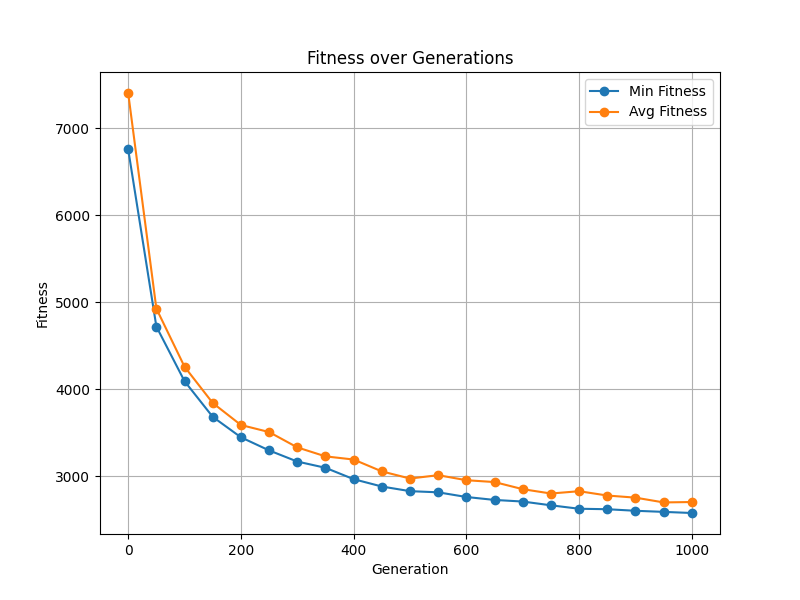 Fitness over Generations
Min Fitness
Avg Fitness
7000
6000
5000
4000
3000
Fitness
0 200 400 600 800 1000
Generation